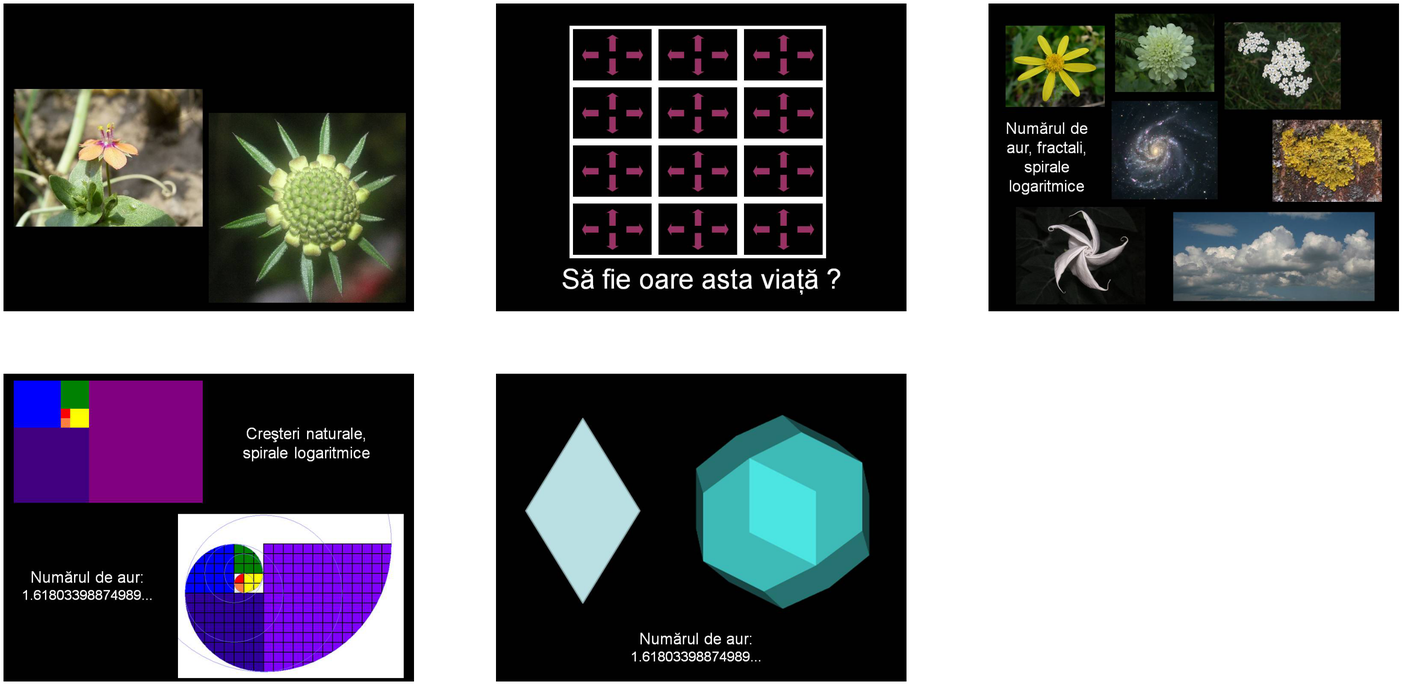 Să fie oare asta viață ?
Numărul de
aur, fractali,
spirale
logaritmice
Creşteri naturale,
spirale logaritmice
Numărul de aur:
1.61803398874989...
Numărul de aur:
1.61803398874989...